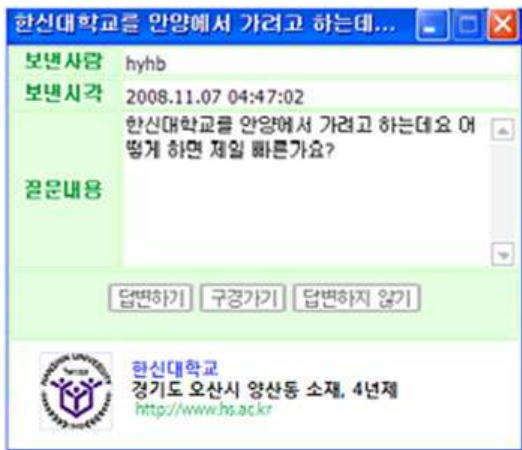 한신대학교를 안양에서 가려고 하는데...
보낸사람 hyhb
보낸시각 2008.11.07 04:47:02
질문내용 한신대학교를 안양에서 가려고 하는데요 어
떻게 하면 제일 빠른가요?
답변하기 구경가기 답변하지 않기
HANSHIN UNIVERSITY
한신대학교
경기도 오산시 양산동 소재, 4년제
http://www.hs.ac.kr